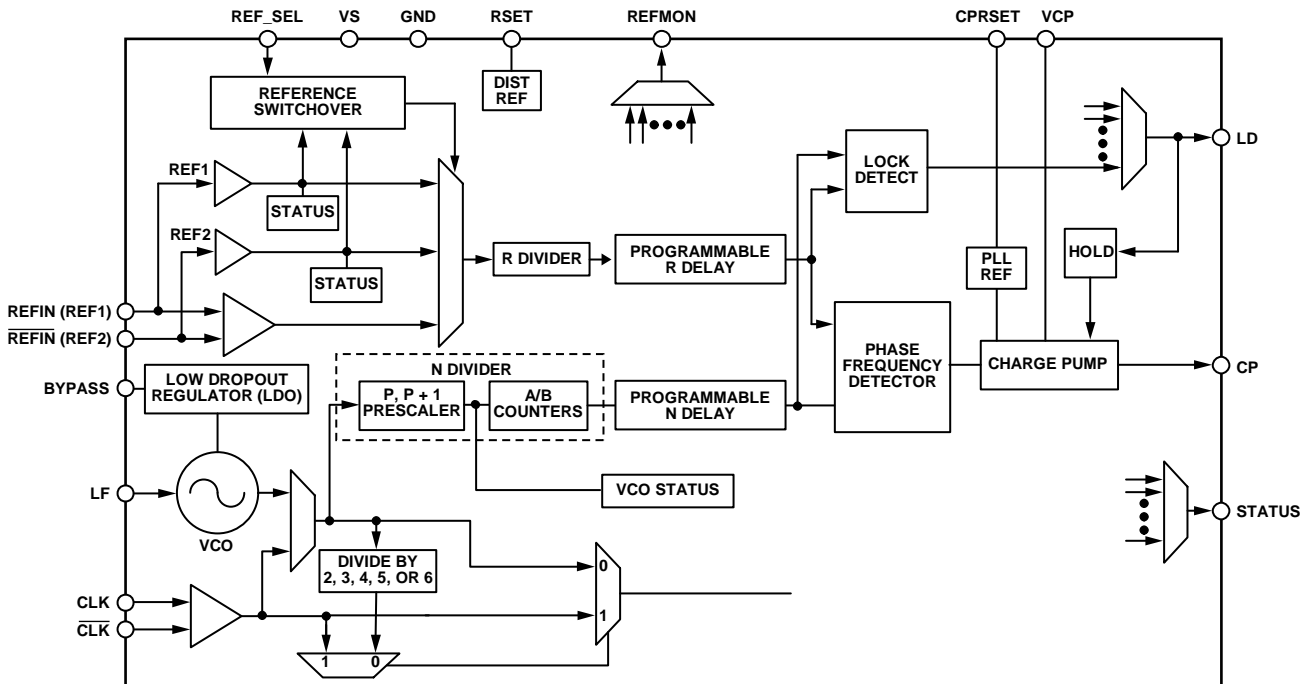 REF_SEL
VS
GND
RSET
REFMON
CPRSET
VCP
REFERENCE
SWITCHOVER
DIST
REF
LD
LOCK
DETECT
REF1
STATUS
REF2
STATUS
R DIVIDER
PROGRAMMABLE
R DELAY
PLL
REF
HOLD
REFIN (REF1)
REFIN (REF2)
PHASE
FREQUENCY
DETECTOR
CHARGE PUMP
CP
BYPASS
LOW DROPOUT
REGULATOR (LDO)
N DIVIDER
P, P + 1
PRESCALER
A/B
COUNTERS
PROGRAMMABLE
N DELAY
LF
VCO
VCO STATUS
STATUS
DIVIDE BY
2, 3, 4, 5, OR 6
0
1
CLK
CLK
1
0